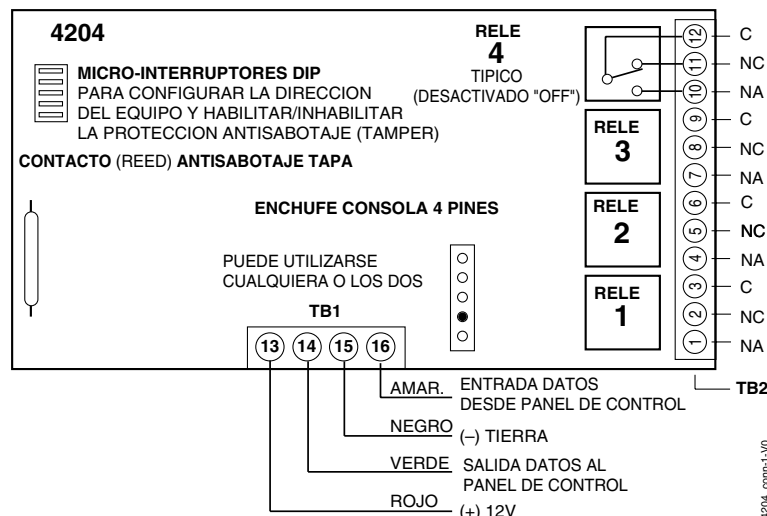 4204
MICRO-INTERRUPTORES DIP
PARA CONFIGURAR LA DIRECCION
DEL EQUIPO Y HABILITAR/INHABILITAR
LA PROTECCION ANTISABOTAJE (TAMPER)
CONTACTO (REED) ANTISABOTAJE TAPA
RELE
4
TIPICO
(DESACTIVADO "OFF")
RELE
3
RELE
2
RELE
1
12 C
11 NC
10 NA
9 C
8 NC
7 NA
6 C
5 NC
4 NA
3 C
2 NC
1 NA
TB2
ENCHUFE CONSOLA 4 PINES
PUEDE UTILIZARSE
CUALQUIERA O LOS DOS
TB1
13 14 15 16
AMAR. ENTRADA DATOS
DESDE PANEL DE CONTROL
NEGRO (–) TIERRA
VERDE SALIDA DATOS AL
PANEL DE CONTROL
ROJO (+) 12V
4204_conn-1-V0